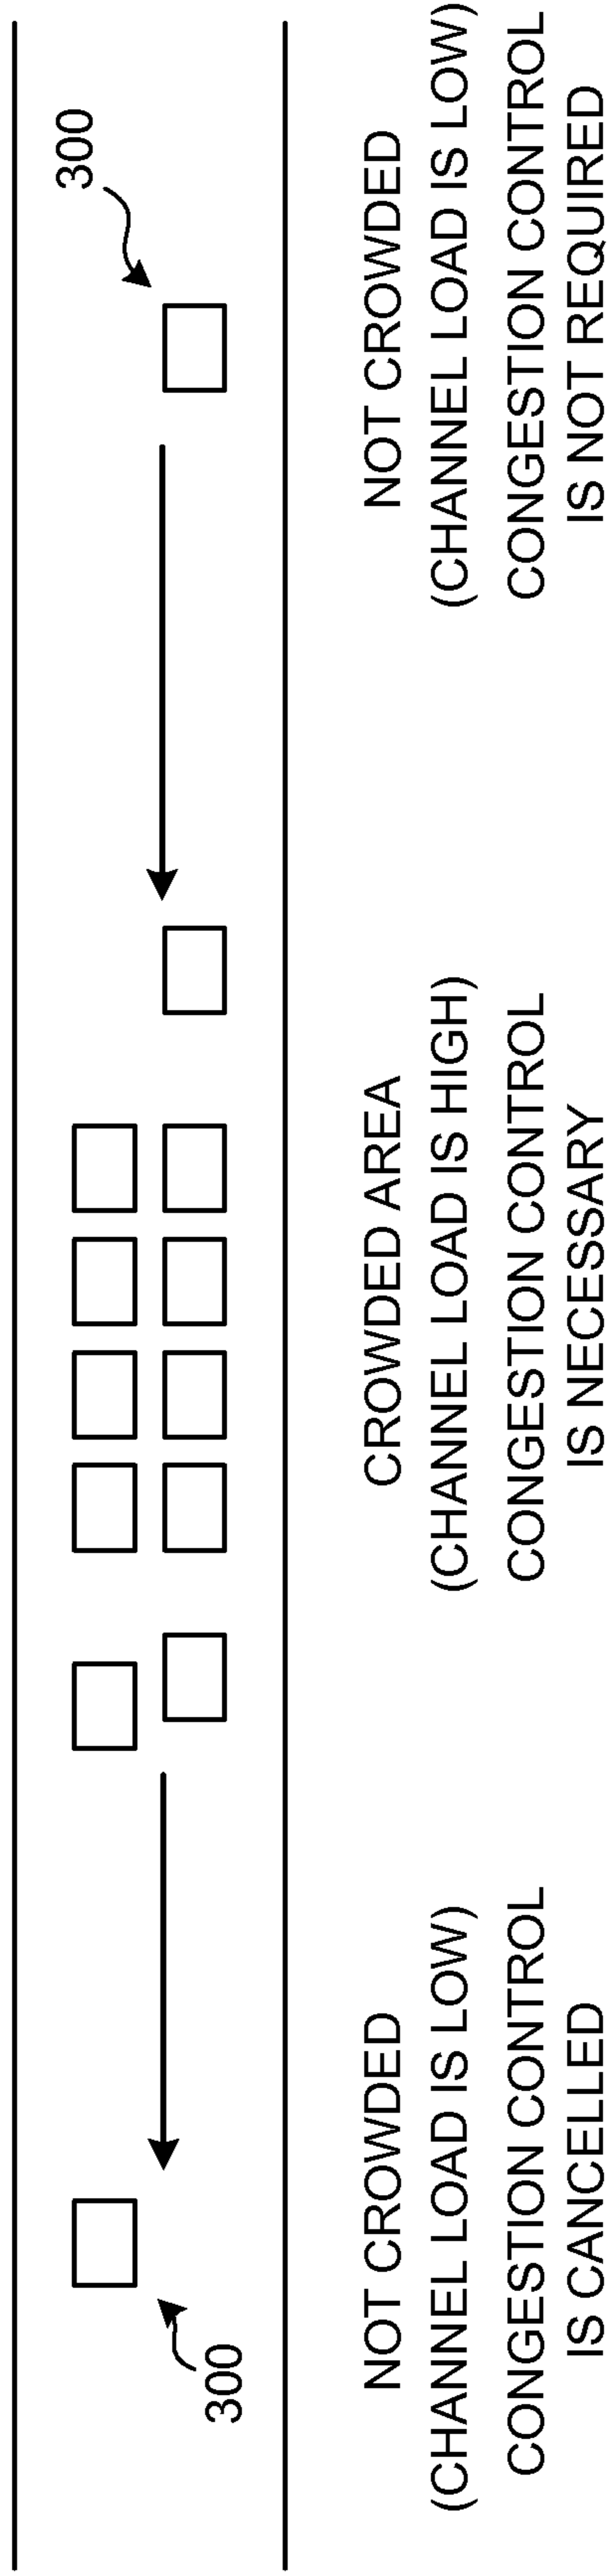 300
300
NOT CROWDED
(CHANNEL LOAD IS LOW)
CONGESTION CONTROL
IS CANCELLED
CROWDED AREA
(CHANNEL LOAD IS HIGH)
CONGESTION CONTROL
IS NECESSARY
NOT CROWDED
(CHANNEL LOAD IS LOW)
CONGESTION CONTROL
IS NOT REQUIRED